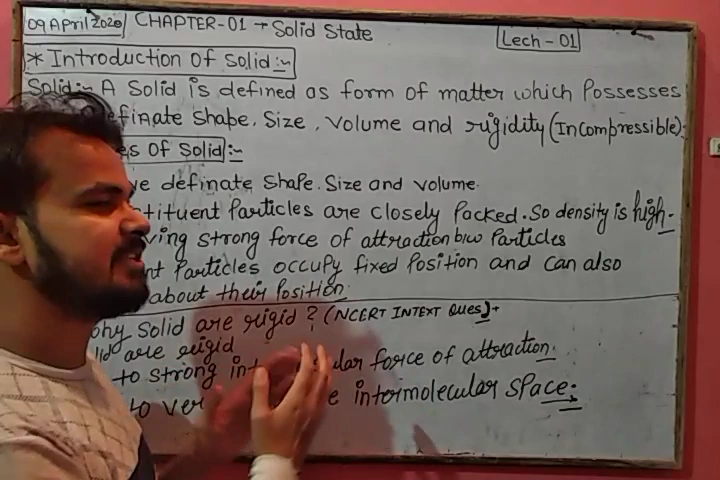 09 April 2020 CHAPTER-01 → Solid State
Lech-01
* Introduction Of Solid :-
Solid:- A Solid is defined as form of matter which Possesses
efinate Shape, Size, Volume and rigidity (Incompressible).
es Of Solid :-
ve definate Shape. Size and volume.
tituent Particles are closely Packed. So density is high.
ving strong force of attraction b/w Particles
nt Particles occupy fixed Position and can also
about their Position.
hy Solid are rigid ? (NCERT INTEXT Ques) →
lid are rigid
to strong int lar force of attraction.
to ver e intermolecular space.